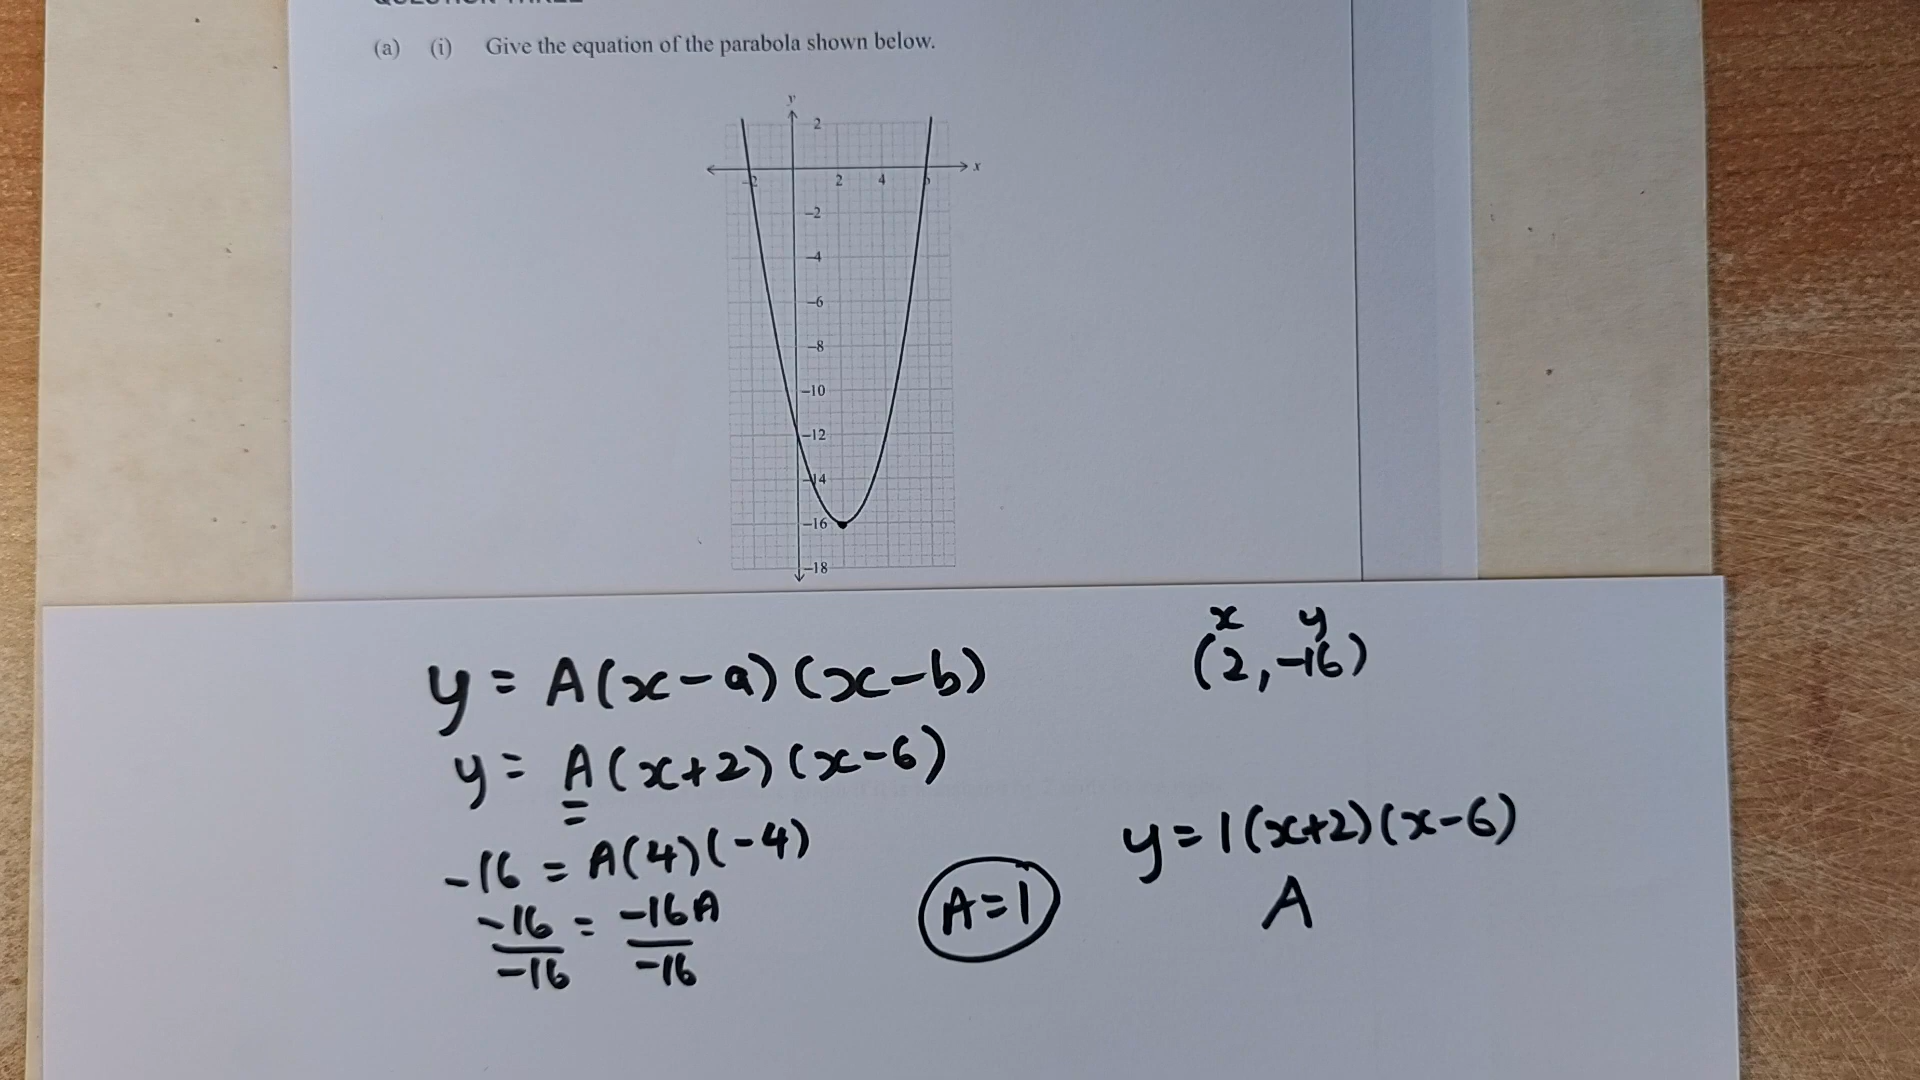 (a) (i) Give the equation of the parabola shown below.
y
2
x
-2 2 4
-2
-4
-6
-8
-10
-12
-14
-16
-18
y = A(x-a)(x-b)
x y
(2,-16)
y = A(x+2)(x-6)
-16 = A(4)(-4)
-16/-16 = -16A/-16
A=1
y=1(x+2)(x-6)
A